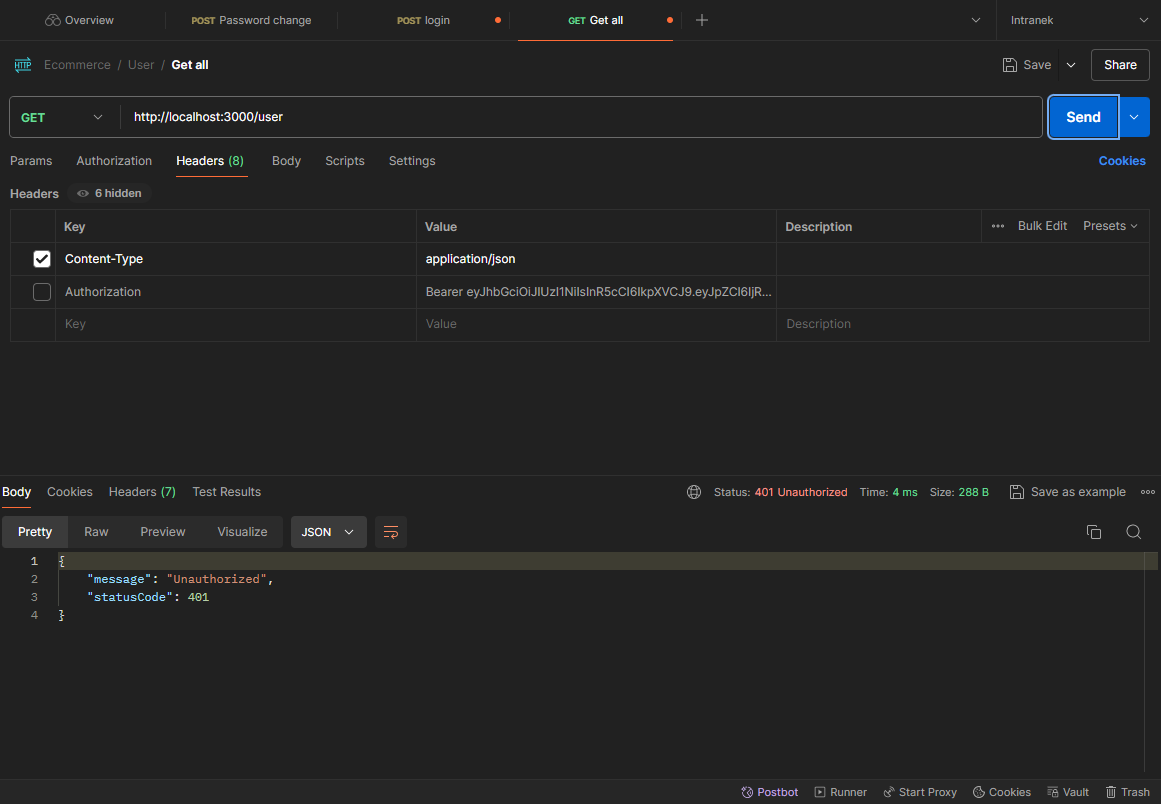 Overview POST Password change POST login GET Get all Intranek
HTTP Ecommerce / User / Get all Save Share
GET http://localhost:3000/user Send
Params Authorization Headers (8) Body Scripts Settings Cookies
Headers 6 hidden
Key Value Description Bulk Edit Presets
Content-Type application/json
Authorization Bearer eyJhbGciOiJIUzI1NiIsInR5cCI6IkpXVCJ9.eyJpZCI6IjR...
Key Value Description
Body Cookies Headers (7) Test Results Status: 401 Unauthorized Time: 4 ms Size: 288 B Save as example
Pretty Raw Preview Visualize JSON
1 {
2 "message": "Unauthorized",
3 "statusCode": 401
4 }
Postbot Runner Start Proxy Cookies Vault Trash